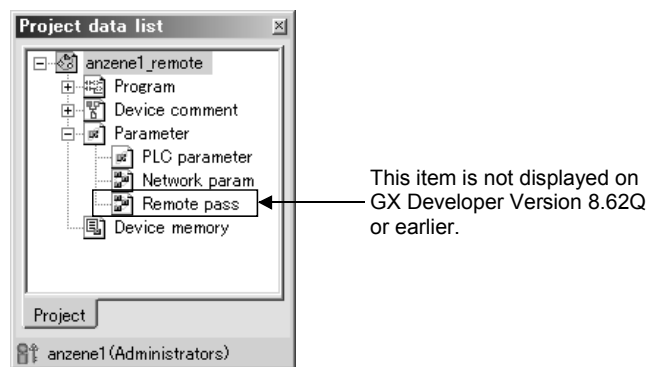 Project data list
anzene1_remote
Program
Device comment
Parameter
PLC parameter
Network param
Remote pass
Device memory
Project
anzene1(Administrators)
This item is not displayed on
GX Developer Version 8.62Q
or earlier.